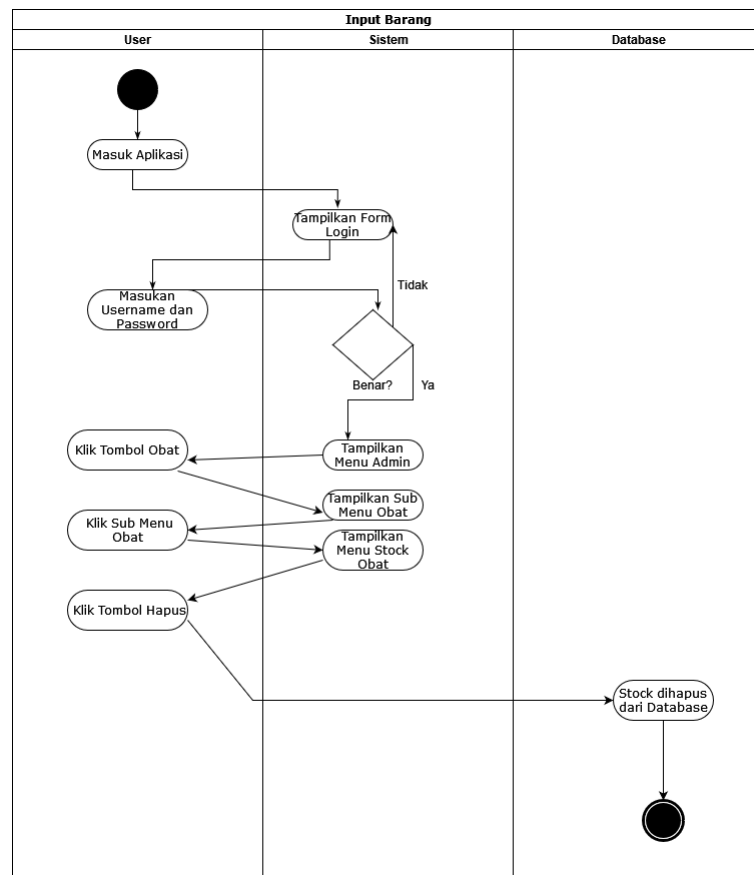 Input Barang
User
Sistem
Database
Masuk Aplikasi
Tampilkan Form
Login
Tidak
Masukan
Username dan
Password
Benar?
Ya
Klik Tombol Obat
Tampilkan
Menu Admin
Tampilkan Sub
Menu Obat
Klik Sub Menu
Obat
Tampilkan
Menu Stock
Obat
Klik Tombol Hapus
Stock dihapus
dari Database